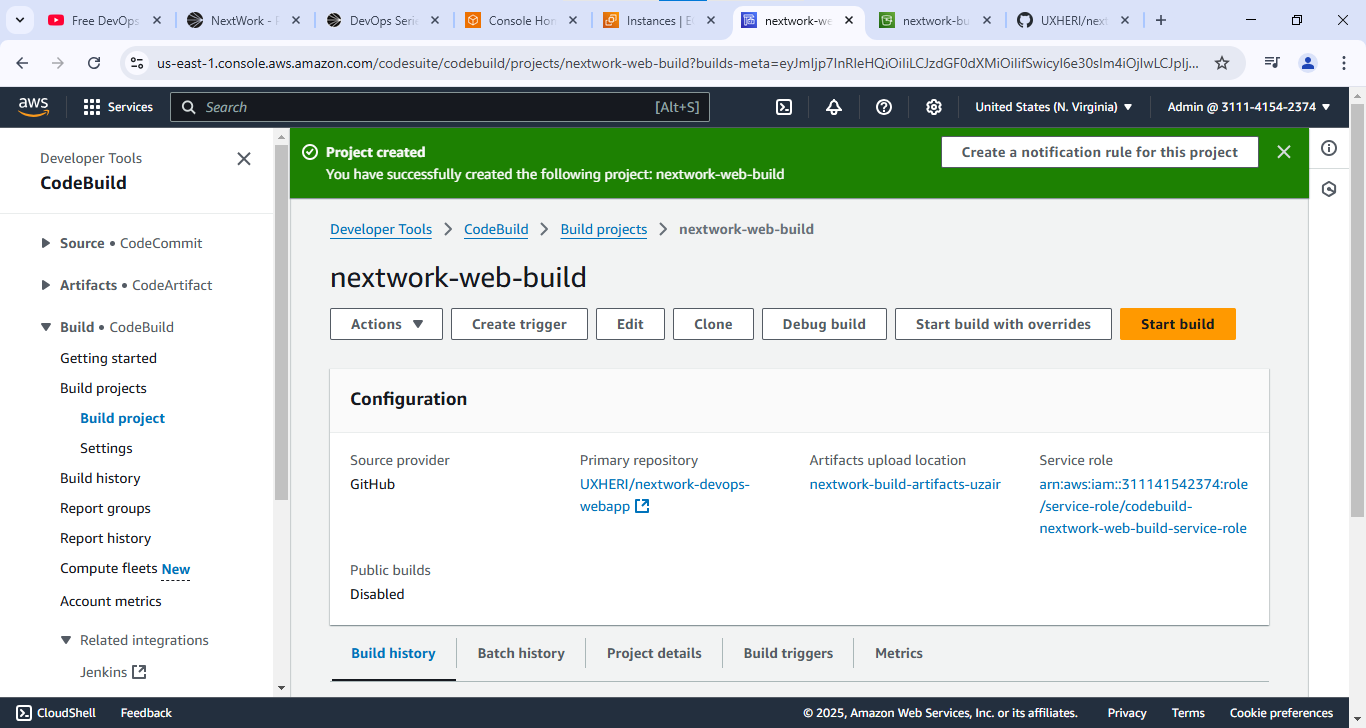 Free DevOps
NextWork - F
DevOps Serie
Console Hom
Instances | E
nextwork-we
nextwork-bu
UXHERI/next
us-east-1.console.aws.amazon.com/codesuite/codebuild/projects/nextwork-web-build?builds-meta=
aws
Services
Search
[Alt+S]
United States (N. Virginia)
Admin @ 3111-4154-2374
Developer Tools
CodeBuild
Source • CodeCommit
Artifacts • CodeArtifact
Build • CodeBuild
Getting started
Build projects
Build project
Settings
Build history
Report groups
Report history
Compute fleets New
Account metrics
Related integrations
Jenkins
Project created
You have successfully created the following project: nextwork-web-build
Create a notification rule for this project
Developer Tools
CodeBuild
Build projects
nextwork-web-build
nextwork-web-build
Actions
Create trigger
Edit
Clone
Debug build
Start build with overrides
Start build
Configuration
Source provider
GitHub
Primary repository
UXHERI/nextwork-devops-
webapp
Artifacts upload location
nextwork-build-artifacts-uzair
Service role
arn:aws:iam::311141542374:role
/service-role/codebuild-
nextwork-web-build-service-role
Public builds
Disabled
Build history
Batch history
Project details
Build triggers
Metrics
CloudShell
Feedback
© 2025, Amazon Web Services, Inc. or its affiliates.
Privacy
Terms
Cookie preferences